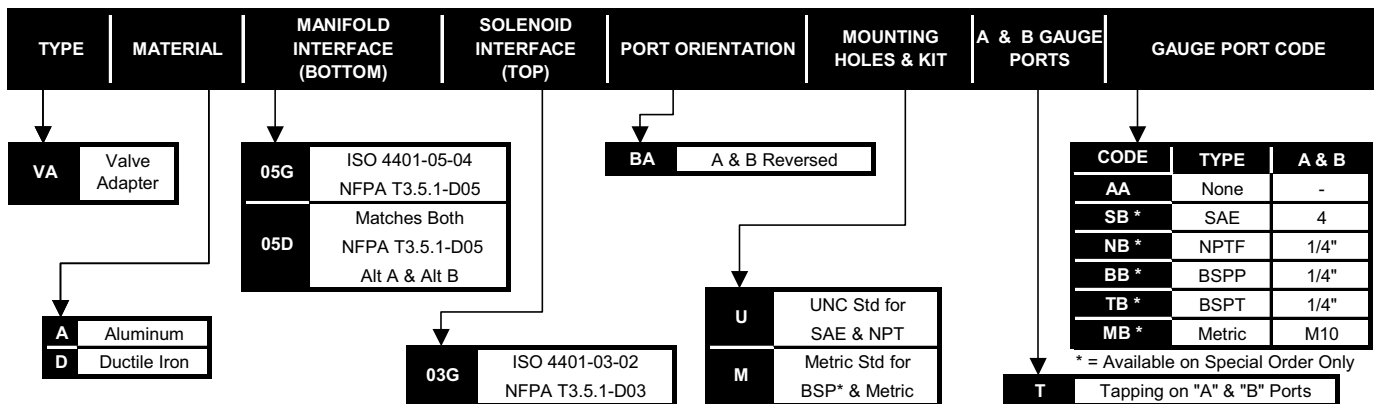 TYPE
MATERIAL
MANIFOLD
INTERFACE
(BOTTOM)
SOLENOID
INTERFACE
(TOP)
PORT ORIENTATION
MOUNTING
HOLES & KIT
A & B GAUGE
PORTS
GAUGE PORT CODE
VA
Valve
Adapter
A Aluminum
D Ductile Iron
05G
ISO 4401-05-04
NFPA T3.5.1-D05
05D
Matches Both
NFPA T3.5.1-D05
Alt A & Alt B
03G
ISO 4401-03-02
NFPA T3.5.1-D03
BA A & B Reversed
U
UNC Std for
SAE & NPT
M
Metric Std for
BSP* & Metric
T Tapping on "A" & "B" Ports
CODE TYPE A & B
AA None -
SB * SAE 4
NB * NPTF 1/4"
BB * BSPP 1/4"
TB * BSPT 1/4"
MB * Metric M10
* = Available on Special Order Only